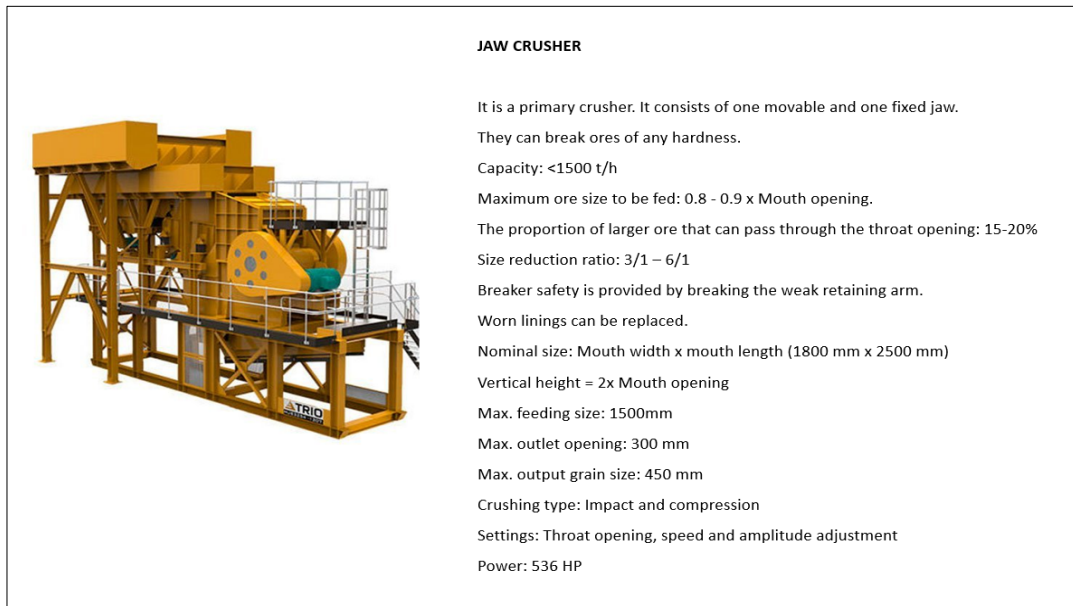 JAW CRUSHER
It is a primary crusher. It consists of one movable and one fixed jaw.
They can break ores of any hardness.
Capacity: <1500 t/h
Maximum ore size to be fed: 0.8 - 0.9 x Mouth opening.
The proportion of larger ore that can pass through the throat opening: 15-20%
Size reduction ratio: 3/1 – 6/1
Breaker safety is provided by breaking the weak retaining arm.
Worn linings can be replaced.
Nominal size: Mouth width x mouth length (1800 mm x 2500 mm)
Vertical height = 2x Mouth opening
Max. feeding size: 1500mm
Max. outlet opening: 300 mm
Max. output grain size: 450 mm
Crushing type: Impact and compression
Settings: Throat opening, speed and amplitude adjustment
Power: 536 HP
TRIO